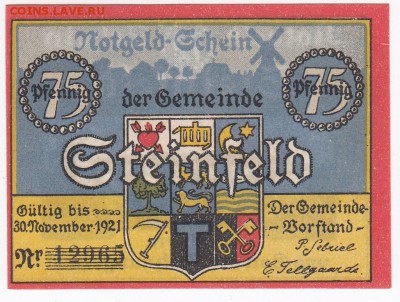 COINS.LAVE.RU
Notgeld-Schein
75
Pfennig
75
Pfennig
der Gemeinde
Steinfeld
Gültig bis
30. November 1921
Nr 12965
Der Gemeinde-
- Vorstand -
T